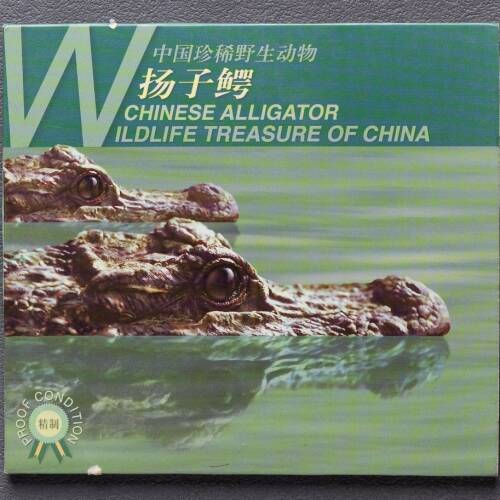 中国珍稀野生动物
扬子鳄
CHINESE ALLIGATOR
WILDLIFE TREASURE OF CHINA
PROOF CONDITION
精制